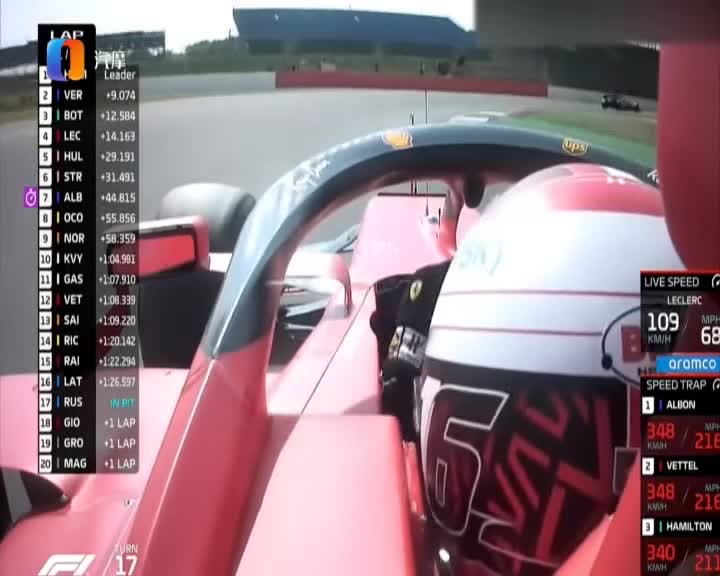 LAP
汽摩
1 Leader
2 VER +9.074
3 BOT +12.584
4 LEC +14.163
5 HUL +29.191
6 STR +31.491
7 ALB +44.815
8 OCO +55.856
9 NOR +58.359
10 KVY +1:04.981
11 GAS +1:07.910
12 VET +1:08.339
13 SAI +1:09.220
14 RIC +1:20.142
15 RAI +1:22.294
16 LAT +1:26.597
17 RUS IN PIT
18 GIO +1 LAP
19 GRO +1 LAP
20 MAG +1 LAP
ups
16
LIVE SPEED
LECLERC
109 KM/H / MPH 68
aramco
SPEED TRAP
1 ALBON
348 KM/H / MPH 216
2 VETTEL
348 KM/H / MPH 216
3 HAMILTON
340 KM/H / MPH 211
F1
TURN
17